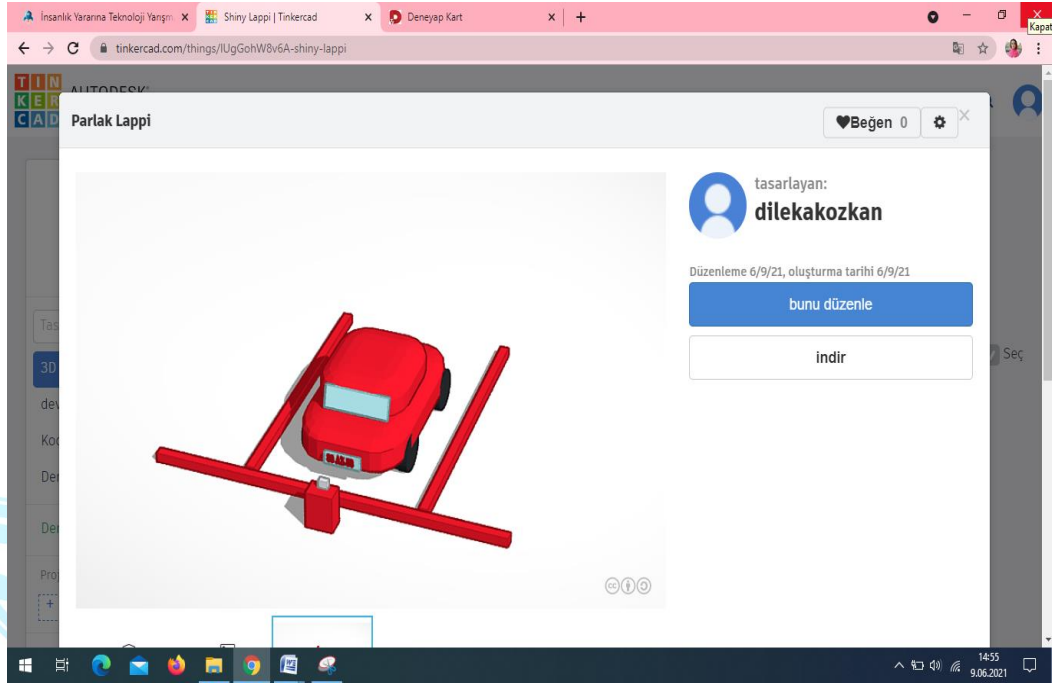 İnsanlık Yararına Teknoloji Yarışm
Shiny Lappi | Tinkercad
Deneyap Kart
Kapat
tinkercad.com/things/lUgGohW8v6A-shiny-lappi
TIN
KER
CAD
AUTODESK
Parlak Lappi
Beğen 0
tasarlayan:
dilekakozkan
Düzenleme 6/9/21, oluşturma tarihi 6/9/21
bunu düzenle
indir
Tas
3D
Seç
dev
Kod
Der
Der
Proj
+
14:55
9.06.2021